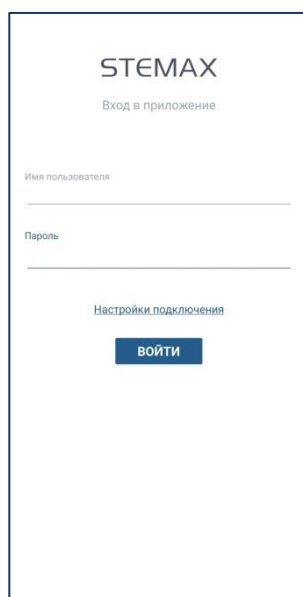 STEMAX
Вход в приложение
Имя пользователя
Пароль
Настройки подключения
ВОЙТИ